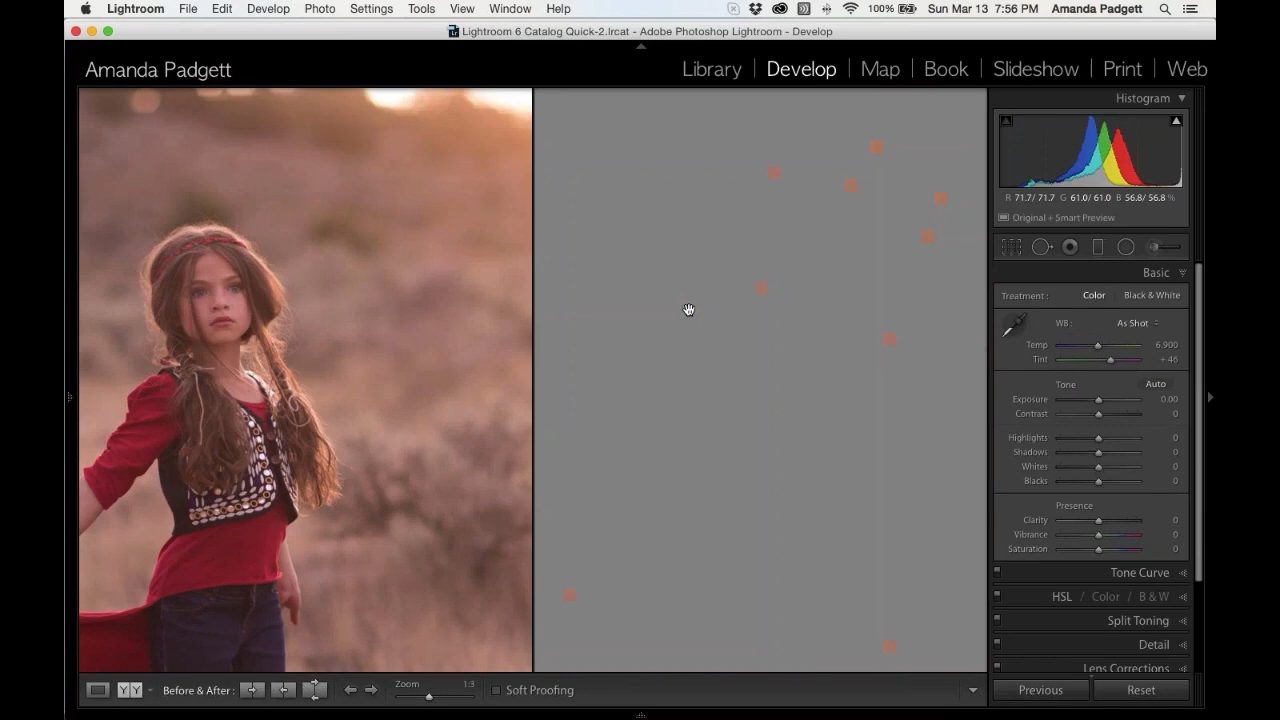 Lightroom File Edit Develop Photo Settings Tools View Window Help 100% Sun Mar 13 7:56 PM Amanda Padgett
Lightroom 6 Catalog Quick-2.lrcat - Adobe Photoshop Lightroom - Develop
Amanda Padgett Library | Develop | Map | Book | Slideshow | Print | Web
Histogram
R 71.7/ 71.7 G 61.0/ 61.0 B 56.8/ 56.8 %
Original + Smart Preview
Basic
Treatment : Color Black & White
WB : As Shot
Temp 6,900
Tint + 46
Tone Auto
Exposure 0.00
Contrast 0
Highlights 0
Shadows 0
Whites 0
Blacks 0
Presence
Clarity 0
Vibrance 0
Saturation 0
Tone Curve
HSL / Color / B & W
Split Toning
Detail
Lens Corrections
YY Before & After : Zoom 1:3 Soft Proofing Previous Reset